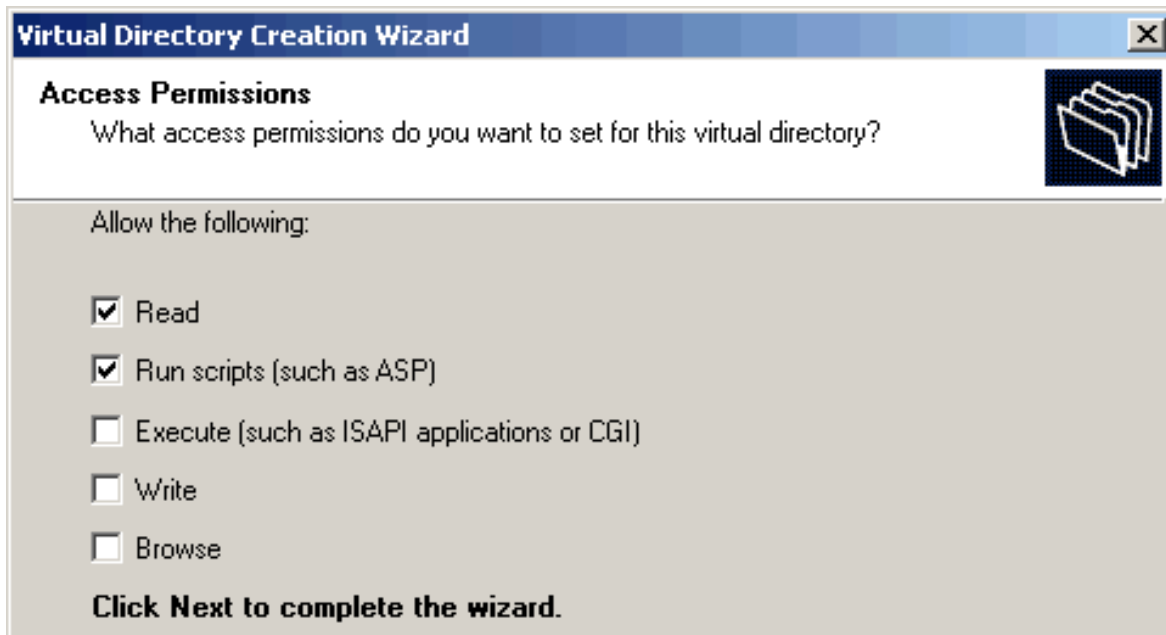 Virtual Directory Creation Wizard
Access Permissions
What access permissions do you want to set for this virtual directory?
Allow the following:
Read
Run scripts (such as ASP)
Execute (such as ISAPI applications or CGI)
Write
Browse
Click Next to complete the wizard.